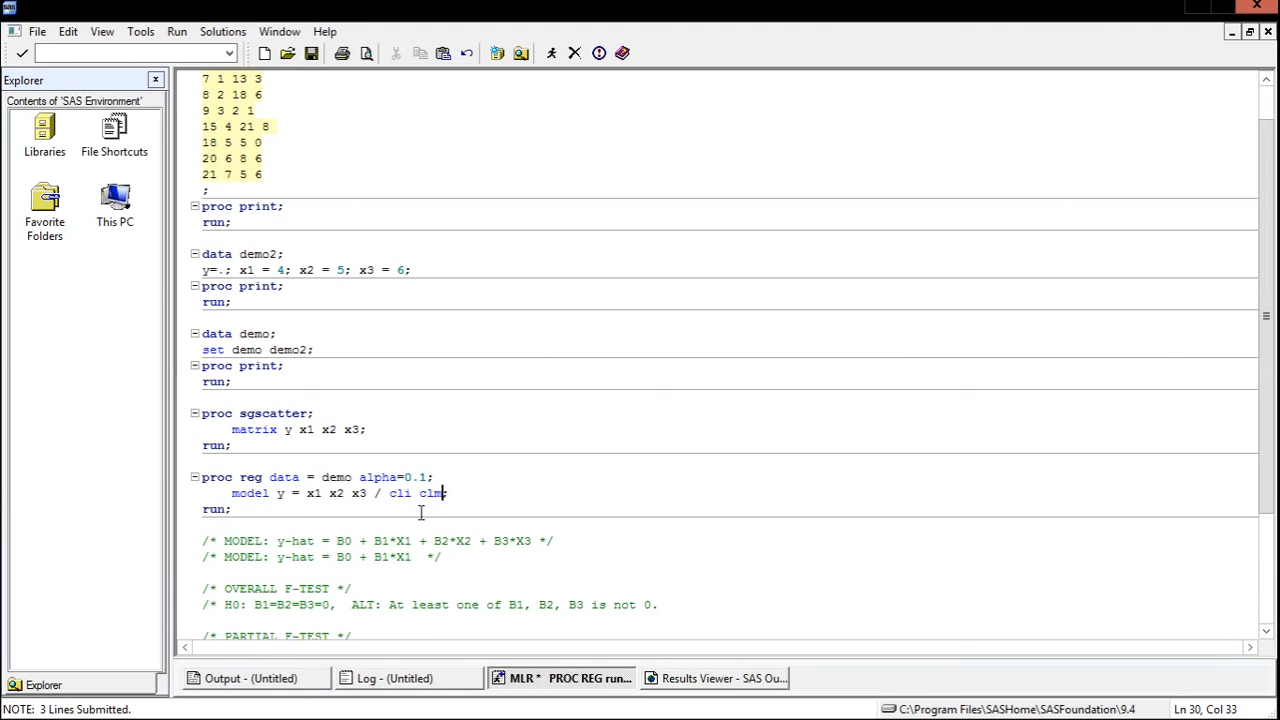 sas
File Edit View Tools Run Solutions Window Help
Explorer
Contents of 'SAS Environment'
Libraries File Shortcuts
Favorite Folders This PC
Explorer
7 1 13 3
8 2 18 6
9 3 2 1
15 4 21 8
18 5 5 0
20 6 8 6
21 7 5 6
;
proc print;
run;
data demo2;
y=.; x1 = 4; x2 = 5; x3 = 6;
proc print;
run;
data demo;
set demo demo2;
proc print;
run;
proc sgscatter;
matrix y x1 x2 x3;
run;
proc reg data = demo alpha=0.1;
model y = x1 x2 x3 / cli clm;
run;
/* MODEL: y-hat = B0 + B1*X1 + B2*X2 + B3*X3 */
/* MODEL: y-hat = B0 + B1*X1  */
/* OVERALL F-TEST */
/* H0: B1=B2=B3=0,  ALT: At least one of B1, B2, B3 is not 0.
/* PARTIAL F-TEST */
Output - (Untitled) Log - (Untitled) MLR * PROC REG run... Results Viewer - SAS Ou...
NOTE: 3 Lines Submitted. C:\Program Files\SASHome\SASFoundation\9.4 Ln 30, Col 33